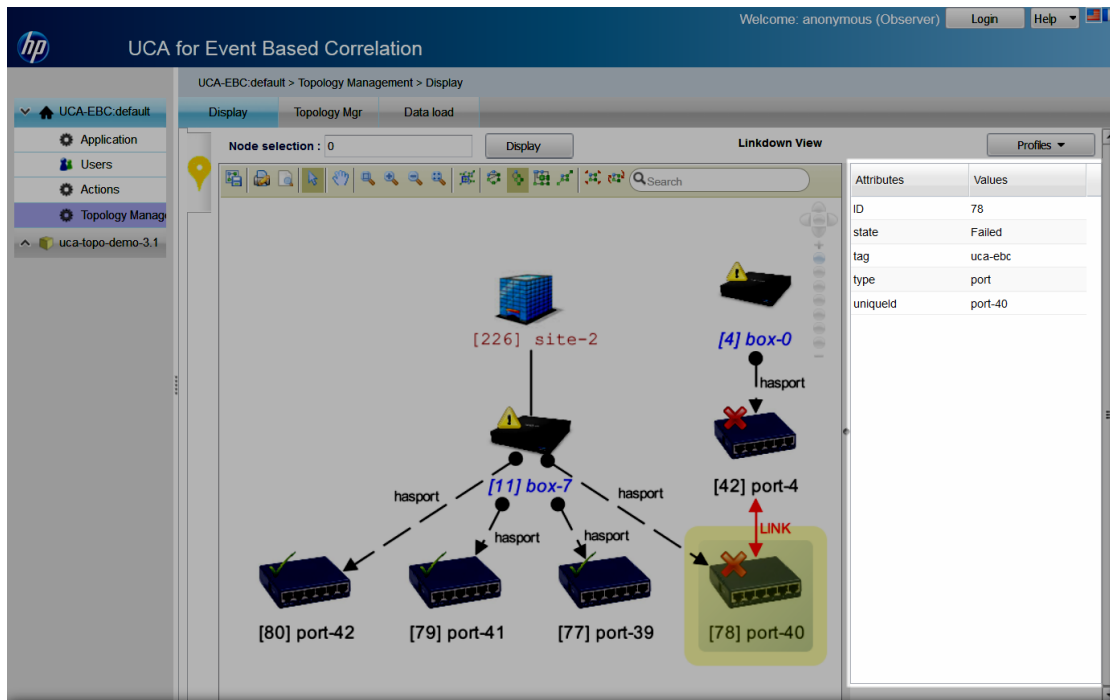 Welcome: anonymous (Observer) Login Help
hp UCA for Event Based Correlation
UCA-EBC:default > Topology Management > Display
UCA-EBC:default Display Topology Mgr Data load
Application
Users
Actions
Topology Manag
uca-topo-demo-3.1
Node selection : 0 Display Linkdown View Profiles
Search
Attributes Values
ID 78
state Failed
tag uca-ebc
type port
uniqueId port-40
[226] site-2
[4] box-0
hasport
[11] box-7
[42] port-4
hasport hasport
LINK
hasport hasport
[80] port-42 [79] port-41 [77] port-39 [78] port-40